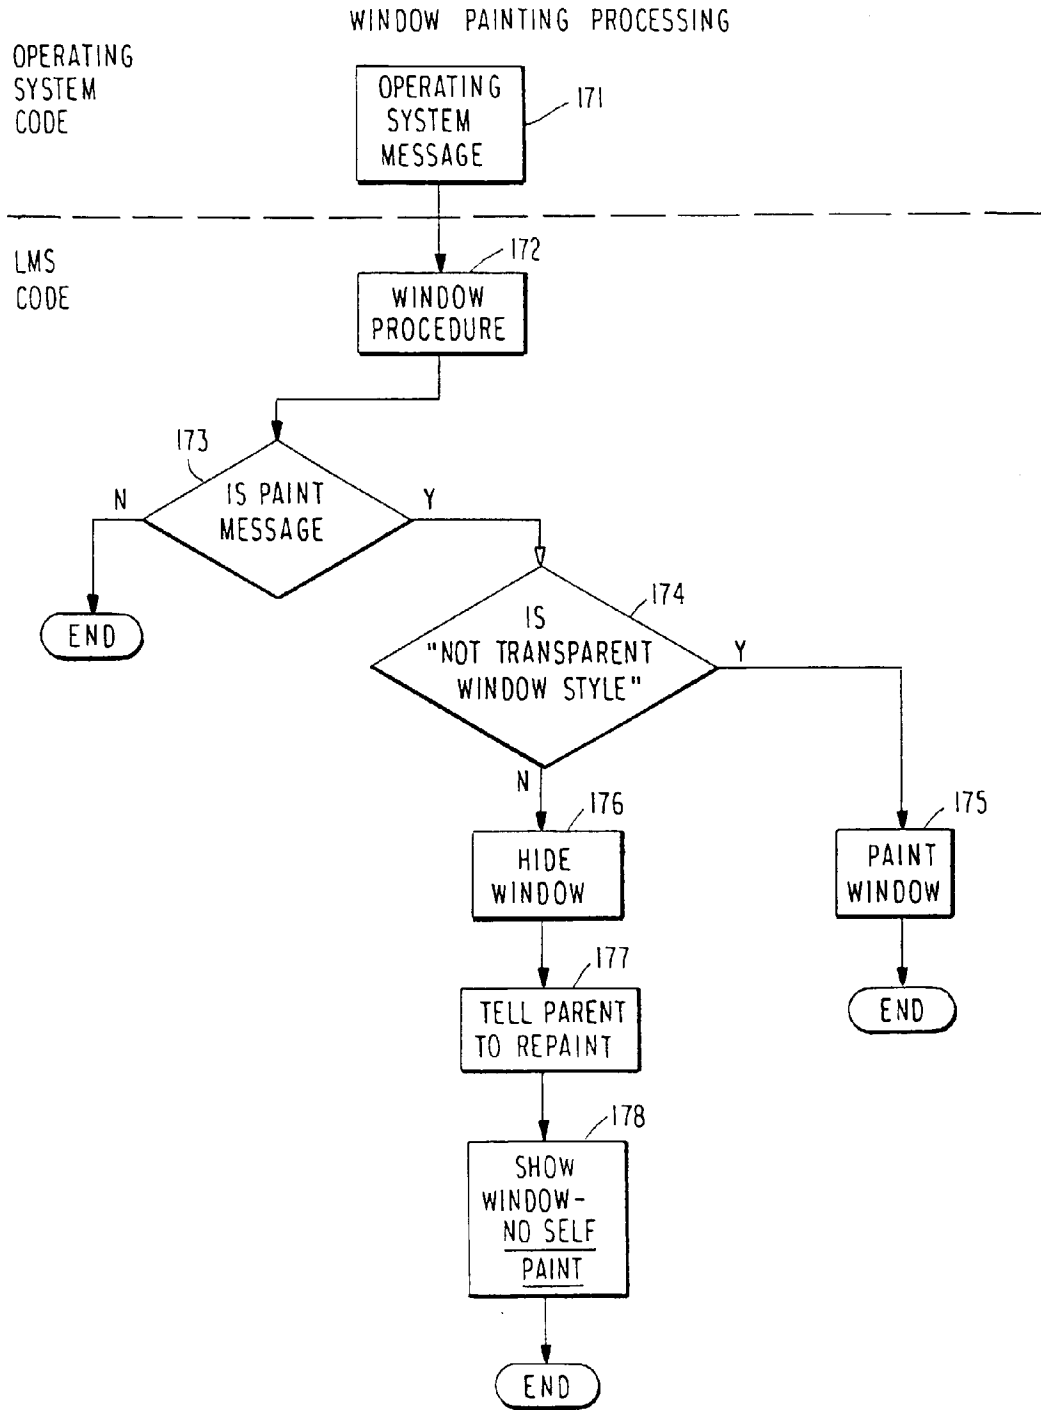 WINDOW PAINTING PROCESSING
OPERATING
SYSTEM
CODE
OPERATING
SYSTEM
MESSAGE
171
LMS
CODE
172
WINDOW
PROCEDURE
173
N
IS PAINT
MESSAGE
Y
END
174
IS
"NOT TRANSPARENT
WINDOW STYLE"
Y
N
176
HIDE
WINDOW
175
PAINT
WINDOW
177
TELL PARENT
TO REPAINT
END
178
SHOW
WINDOW-
NO SELF
PAINT
END